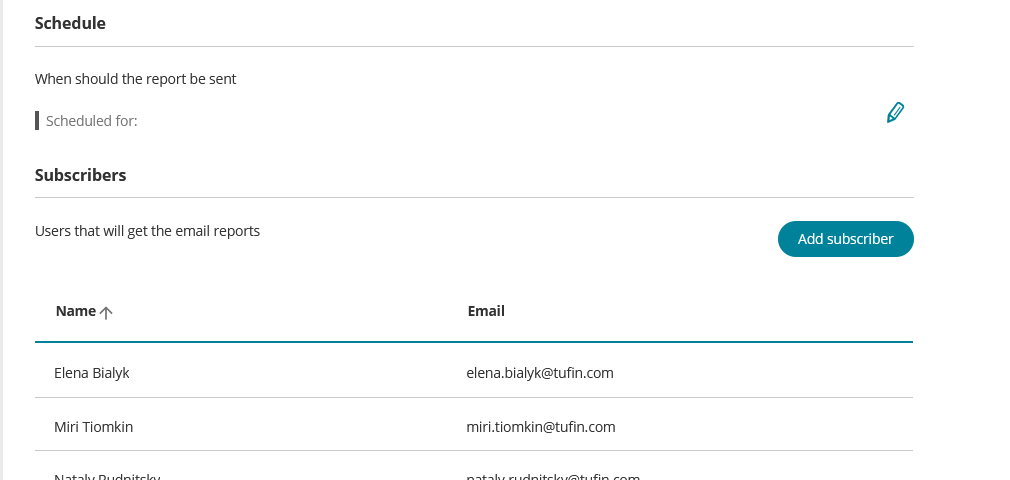 Schedule
When should the report be sent
Scheduled for:
Subscribers
Users that will get the email reports
Add subscriber
Name Email
Elena Bialyk elena.bialyk@tufin.com
Miri Tiomkin miri.tiomkin@tufin.com
Nataly Rudnitsky nataly.rudnitsky@tufin.com